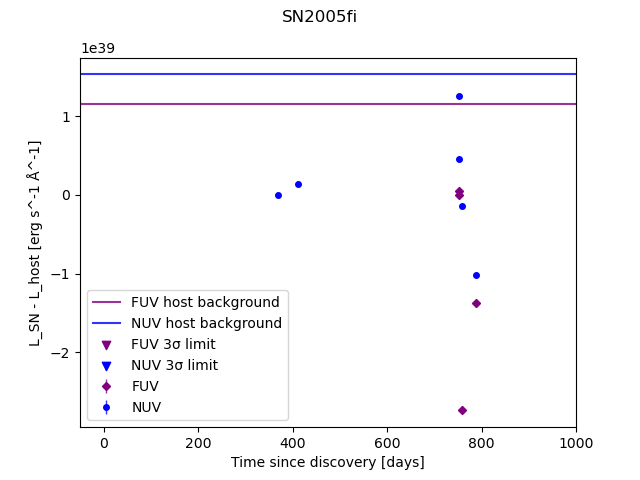 SN2005fi
1e39
L_SN - L_host [erg s^-1 Å^-1]
1
0
−1
−2
FUV host background
NUV host background
FUV 3σ limit
NUV 3σ limit
FUV
NUV
0 200 400 600 800 1000
Time since discovery [days]